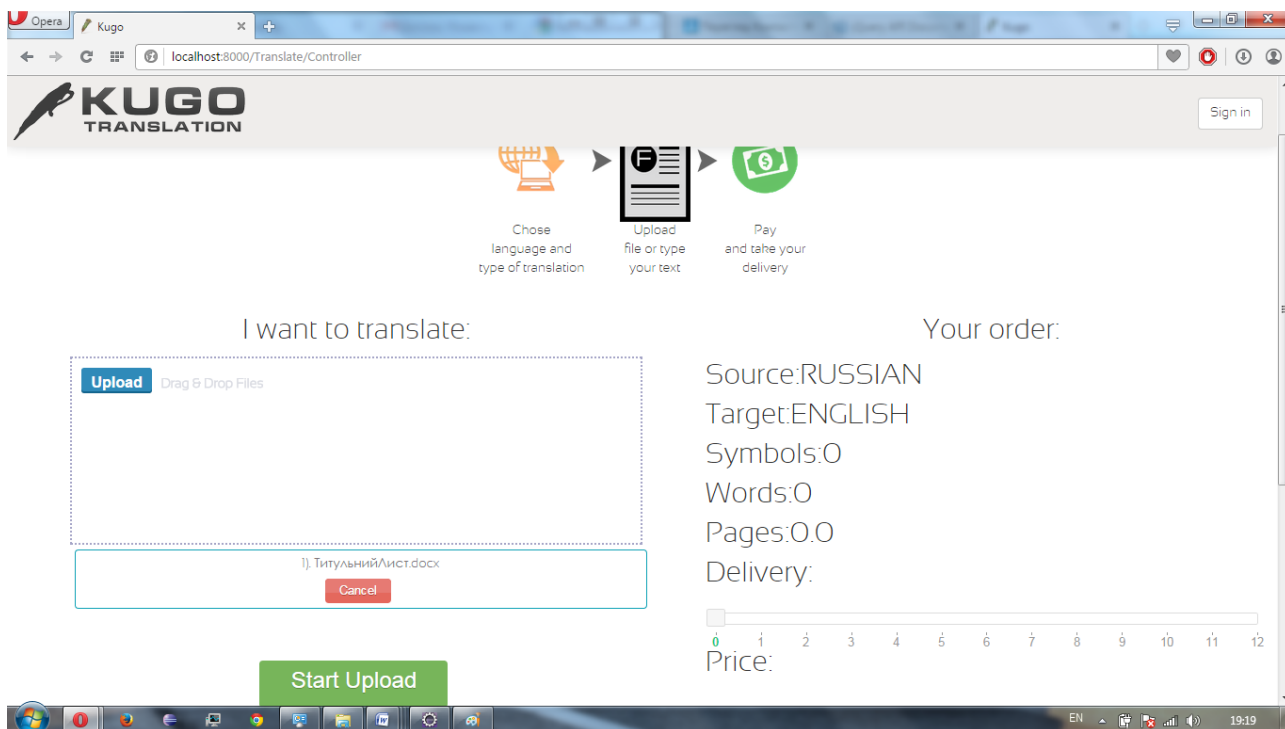 Opera
Kugo
localhost:8000/Translate/Controller
KUGO
TRANSLATION
Sign in
Chose
language and
type of translation
Upload
file or type
your text
Pay
and take your
delivery
I want to translate:
Upload Drag & Drop Files
1). ТитульнийЛист.docx
Cancel
Start Upload
Your order:
Source:RUSSIAN
Target:ENGLISH
Symbols:0
Words:0
Pages:0.0
Delivery:
0 1 2 3 4 5 6 7 8 9 10 11 12
Price:
EN 19:19